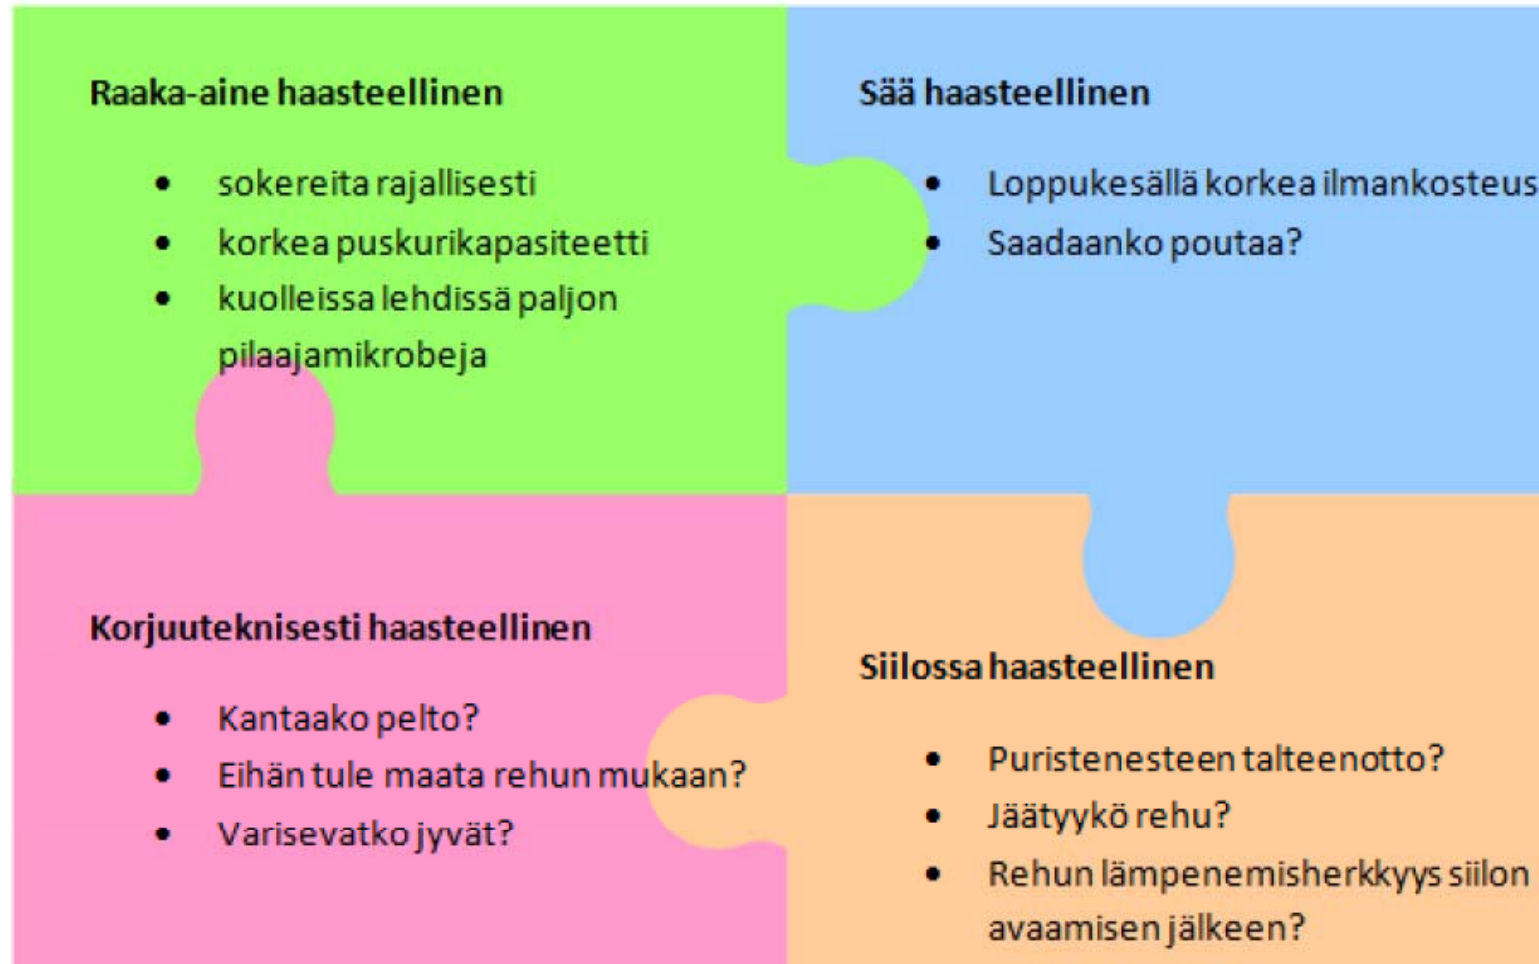 Raaka-aine haasteellinen
• sokereita rajallisesti
• korkea puskurikapasiteetti
• kuolleissa lehdissä paljon
pilaajamikrobeja
Sää haasteellinen
• Loppukesällä korkea ilmankosteus
• Saadaanko poutaa?
Korjuuteknisesti haasteellinen
• Kantaako pelto?
• Eihän tule maata rehun mukaan?
• Varisevatko jyvät?
Siilossa haasteellinen
• Puristenesteen talteenotto?
• Jäätyykö rehu?
• Rehun lämpenemisherkkyys siilon
avaamisen jälkeen?